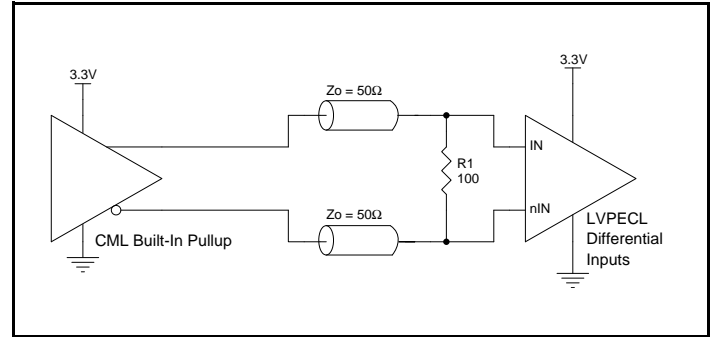 3.3V
3.3V
Zo = 50Ω
IN
R1
100
nIN
Zo = 50Ω
LVPECL
Differential
Inputs
CML Built-In Pullup